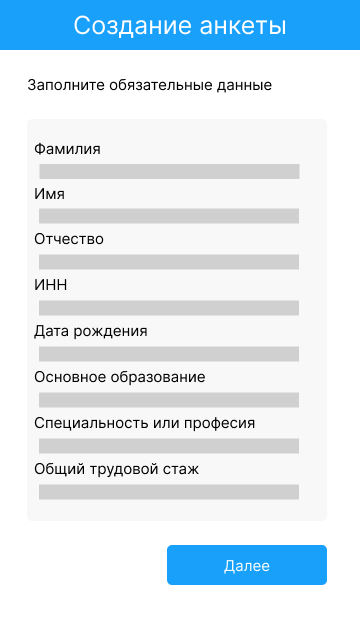 Создание анкеты
Заполните обязательные данные
Фамилия
Имя
Отчество
ИНН
Дата рождения
Основное образование
Специальность или професия
Общий трудовой стаж
Далее